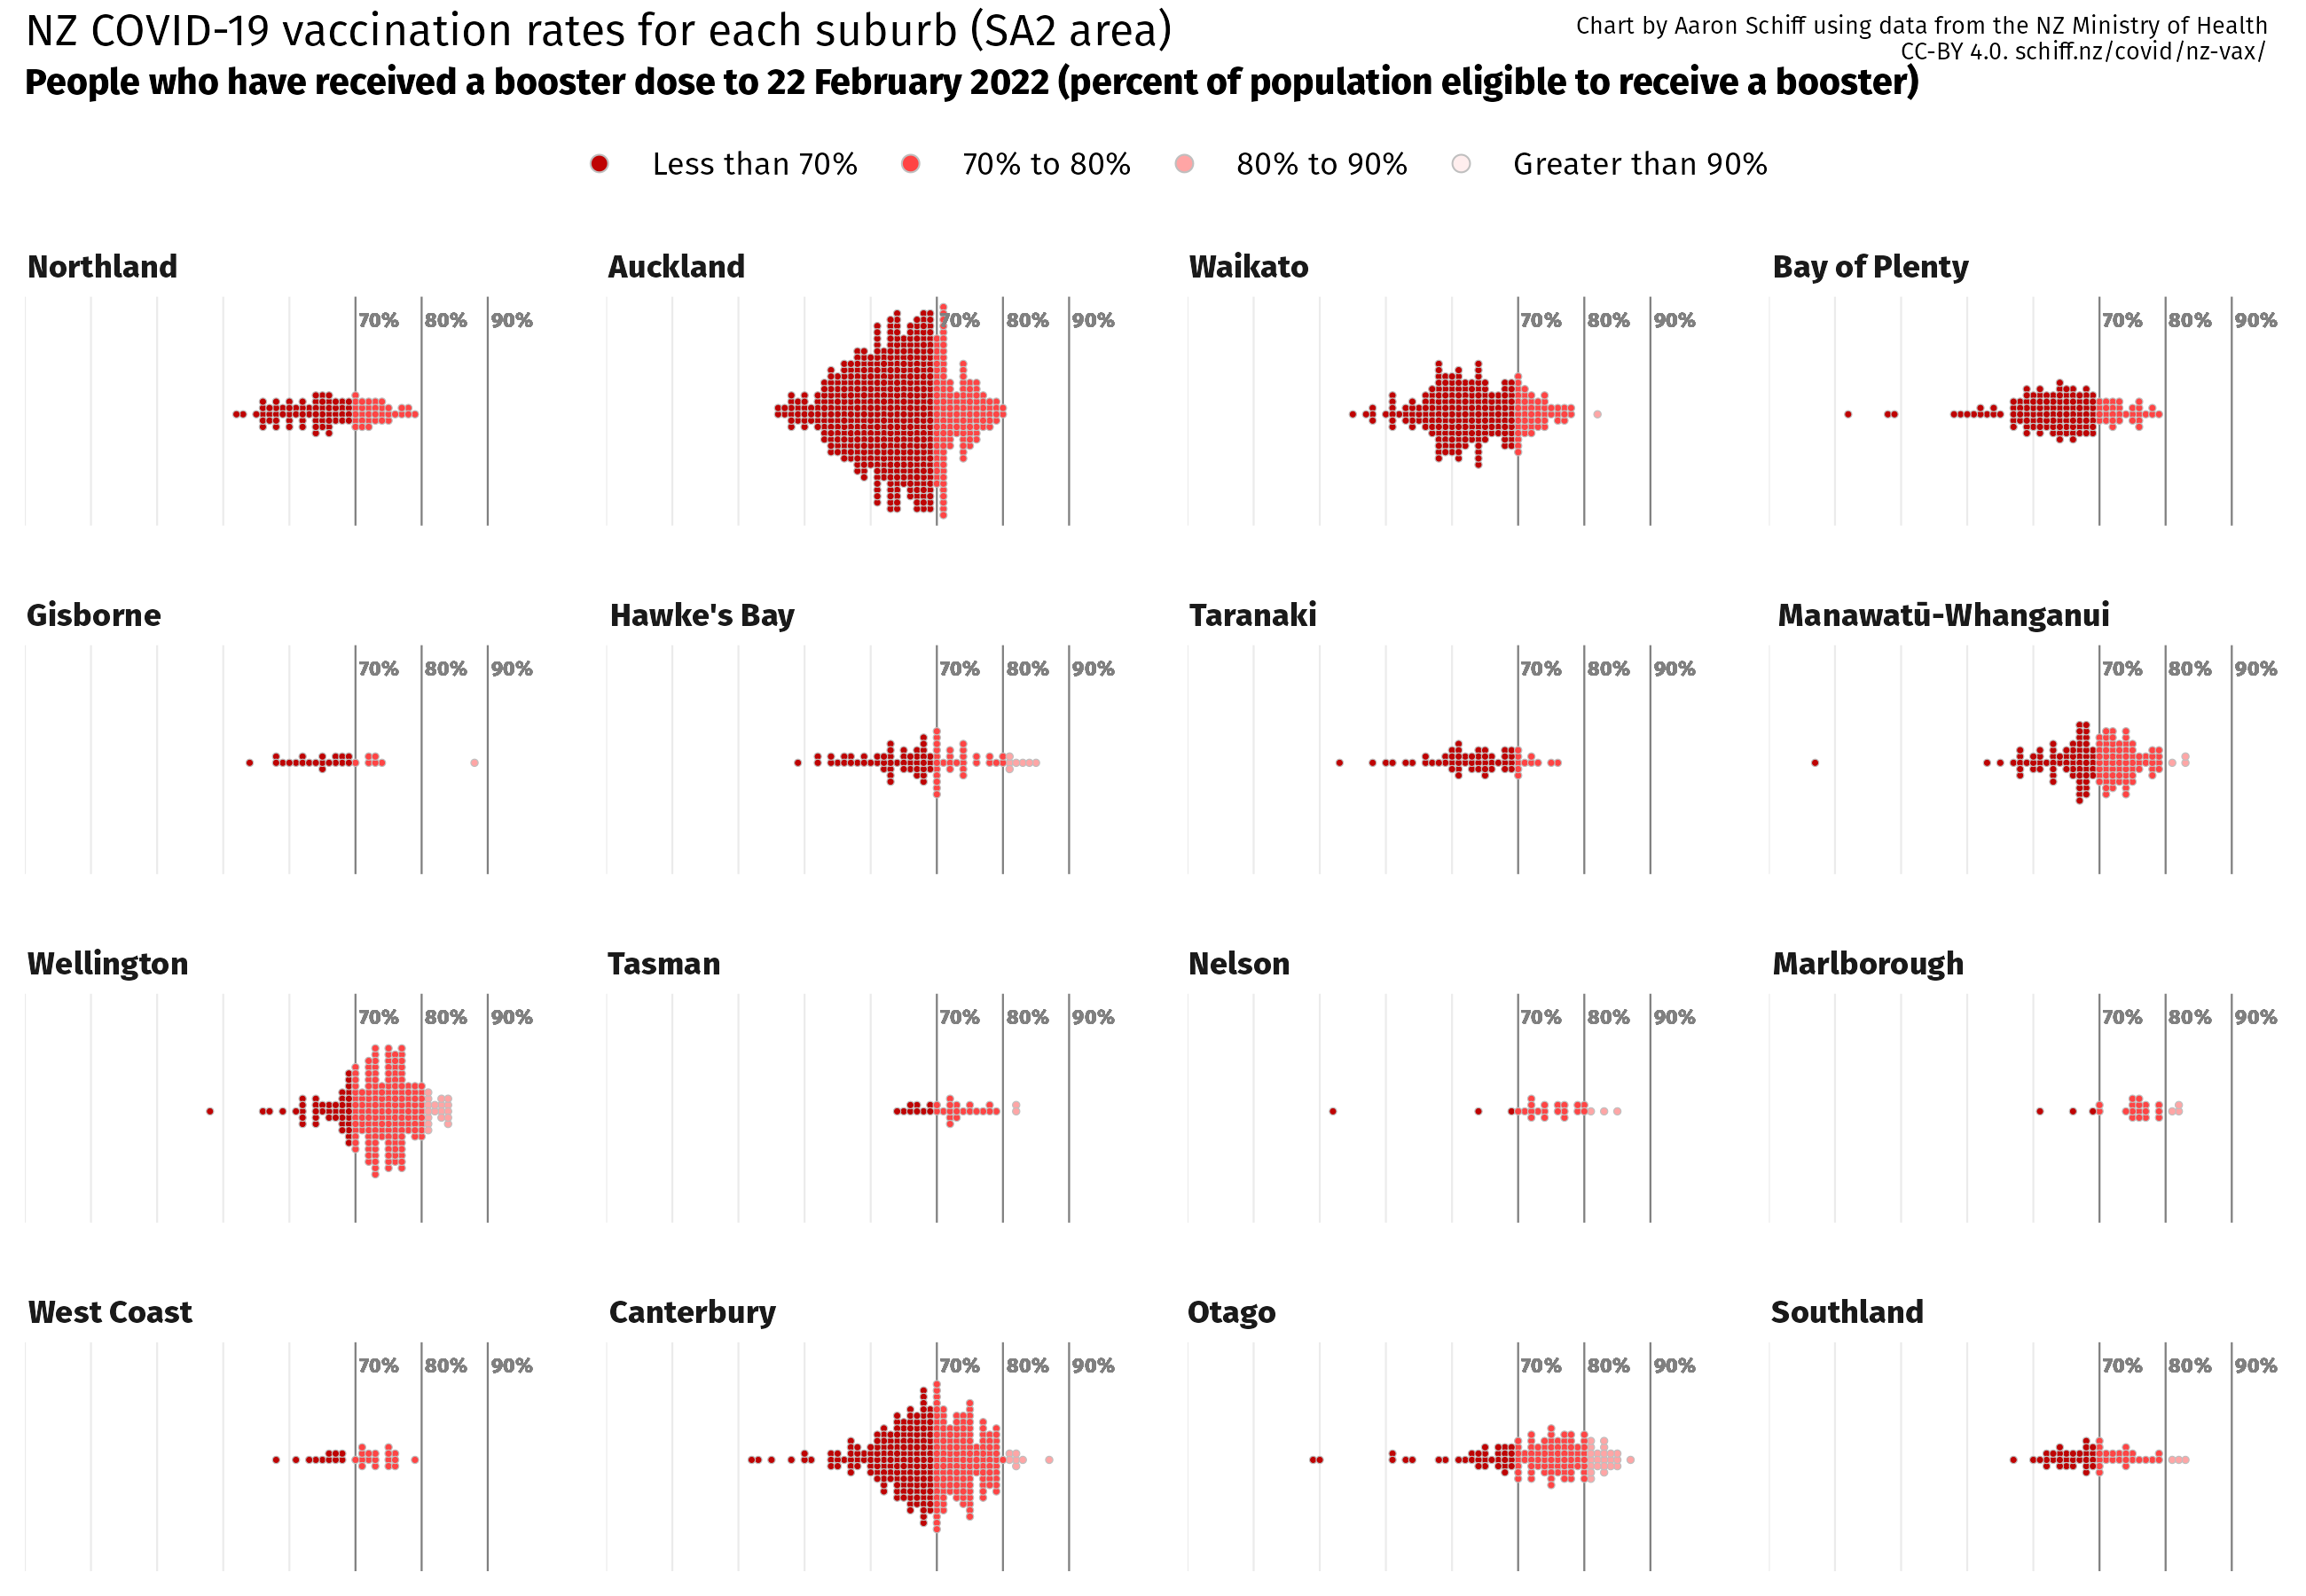 NZ COVID-19 vaccination rates for each suburb (SA2 area)
Chart by Aaron Schiff using data from the NZ Ministry of Health
CC-BY 4.0. schiff.nz/covid/nz-vax/
People who have received a booster dose to 22 February 2022 (percent of population eligible to receive a booster)
Less than 70% 70% to 80% 80% to 90% Greater than 90%
Northland Auckland Waikato Bay of Plenty
70% 80% 90% 70% 80% 90% 70% 80% 90% 70% 80% 90%
Gisborne Hawke's Bay Taranaki Manawatū-Whanganui
70% 80% 90% 70% 80% 90% 70% 80% 90% 70% 80% 90%
Wellington Tasman Nelson Marlborough
70% 80% 90% 70% 80% 90% 70% 80% 90% 70% 80% 90%
West Coast Canterbury Otago Southland
70% 80% 90% 70% 80% 90% 70% 80% 90% 70% 80% 90%